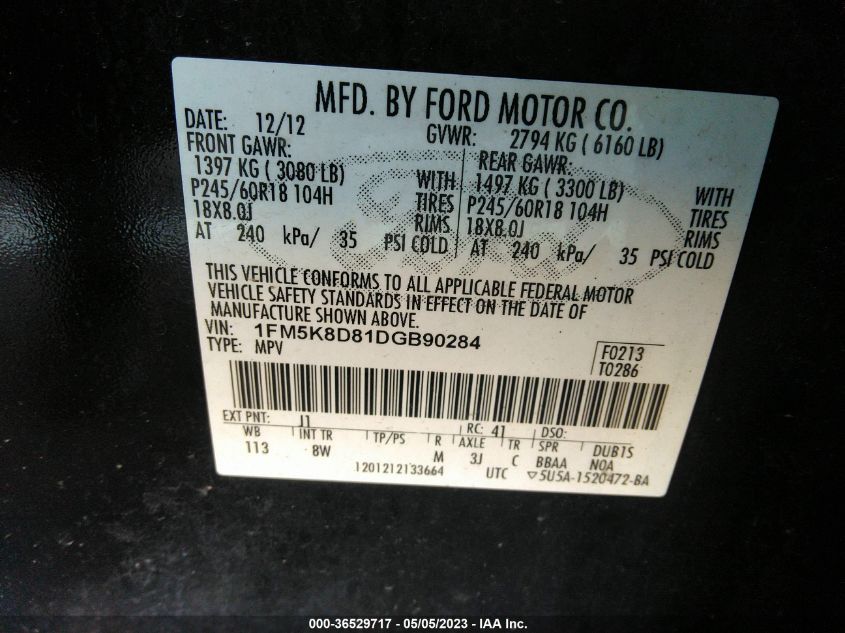 MFD. BY FORD MOTOR CO.
DATE: 12/12 GVWR: 2794 KG ( 6160 LB)
FRONT GAWR: REAR GAWR:
1397 KG ( 3080 LB) WITH 1497 KG ( 3300 LB) WITH
P245/60R18 104H TIRES P245/60R18 104H TIRES
18X8.0J RIMS 18X8.0J RIMS
AT 240 kPa/ 35 PSI COLD AT 240 kPa/ 35 PSI COLD
THIS VEHICLE CONFORMS TO ALL APPLICABLE FEDERAL MOTOR
VEHICLE SAFETY STANDARDS IN EFFECT ON THE DATE OF
MANUFACTURE SHOWN ABOVE.
VIN: 1FM5K8D81DGB90284
TYPE: MPV F0213
T0286
EXT PNT: J1 RC: 41 DSO:
WB INT TR TP/PS R AXLE TR SPR DUB1S
113 8W M 3J C BBAA NOA
1201212133664 UTC ▽5U5A-1520472-BA
000-36529717 - 05/05/2023 - IAA Inc.